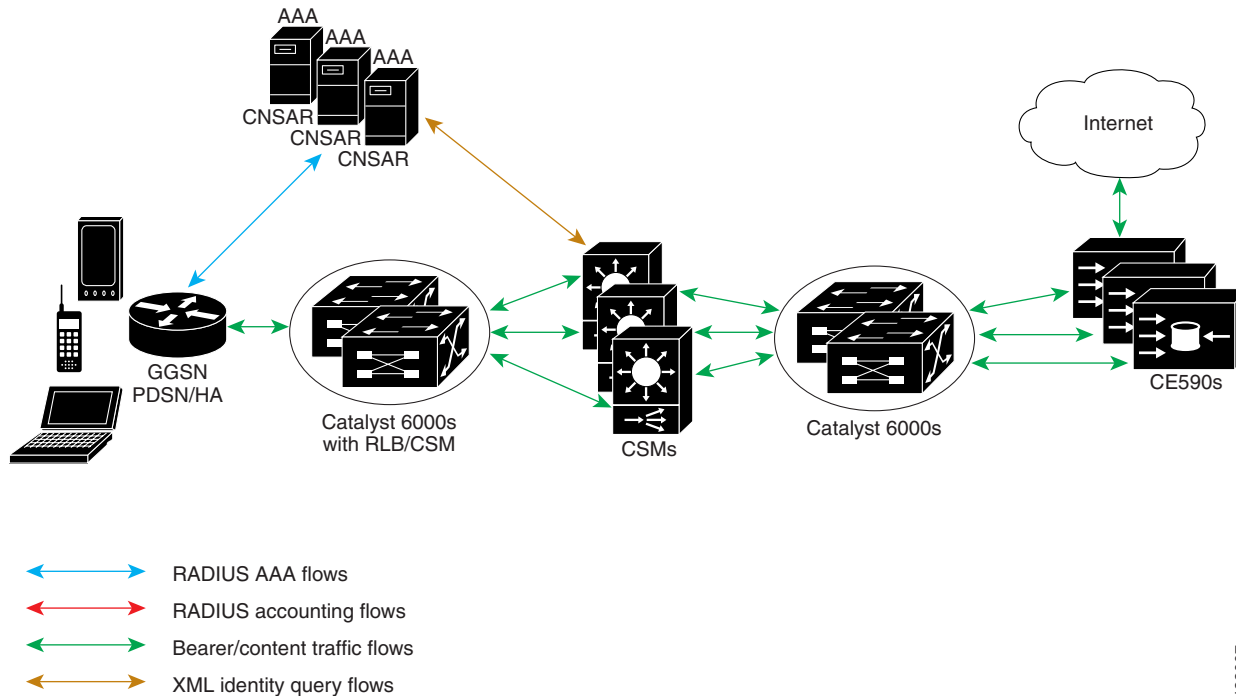 AAA
AAA
AAA
CNSAR
CNSAR
CNSAR
Internet
GGSN
PDSN/HA
Catalyst 6000s
with RLB/CSM
CSMs
Catalyst 6000s
CE590s
RADIUS AAA flows
RADIUS accounting flows
Bearer/content traffic flows
XML identity query flows